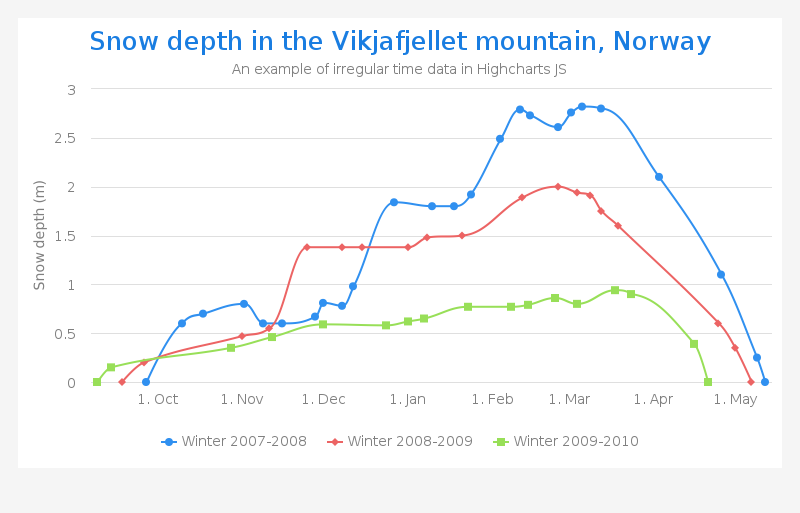 Snow depth in the Vikjafjellet mountain, Norway
An example of irregular time data in Highcharts JS
Snow depth (m)
3
2.5
2
1.5
1
0.5
0
1. Oct 1. Nov 1. Dec 1. Jan 1. Feb 1. Mar 1. Apr 1. May
Winter 2007-2008 Winter 2008-2009 Winter 2009-2010